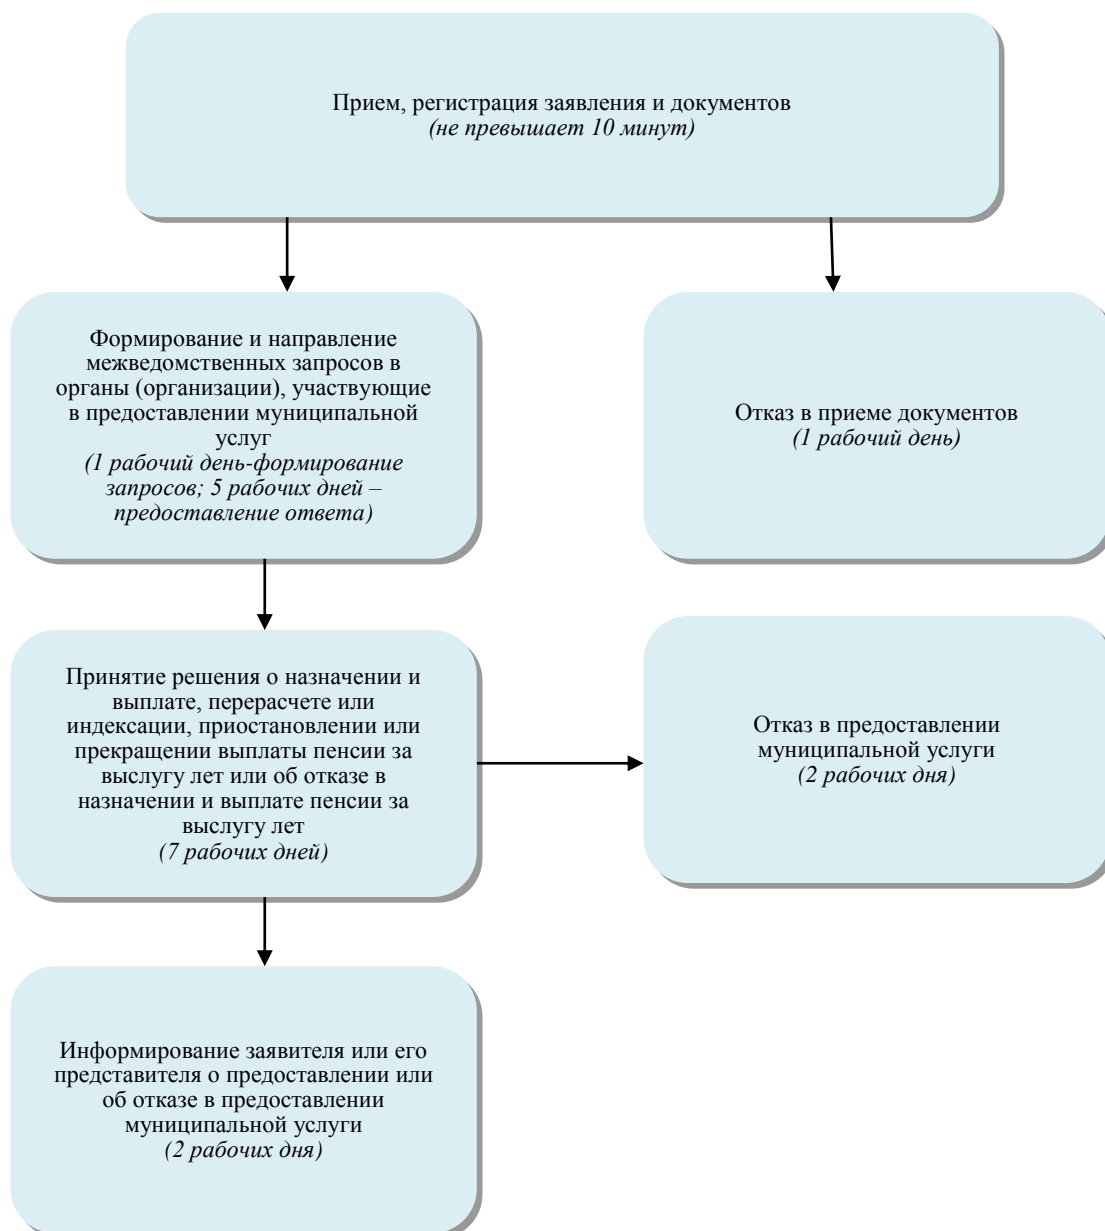 Прием, регистрация заявления и документов
(не превышает 10 минут)
Формирование и направление
межведомственных запросов в
органы (организации), участвующие
в предоставлении муниципальной
услуг
(1 рабочий день-формирование
запросов; 5 рабочих дней –
предоставление ответа)
Отказ в приеме документов
(1 рабочий день)
Принятие решения о назначении и
выплате, перерасчете или
индексации, приостановлении или
прекращении выплаты пенсии за
выслугу лет или об отказе в
назначении и выплате пенсии за
выслугу лет
(7 рабочих дней)
Отказ в предоставлении
муниципальной услуги
(2 рабочих дня)
Информирование заявителя или его
представителя о предоставлении или
об отказе в предоставлении
муниципальной услуги
(2 рабочих дня)